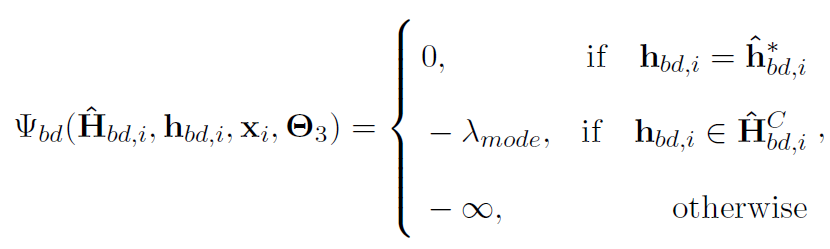 0, if h_{bd,i} = ĥ^*_{bd,i}
Ψ_{bd}(Ĥ_{bd,i}, h_{bd,i}, x_i, Θ_3) = { − λ_{mode}, if h_{bd,i} ∈ Ĥ^C_{bd,i} ,
− ∞, otherwise